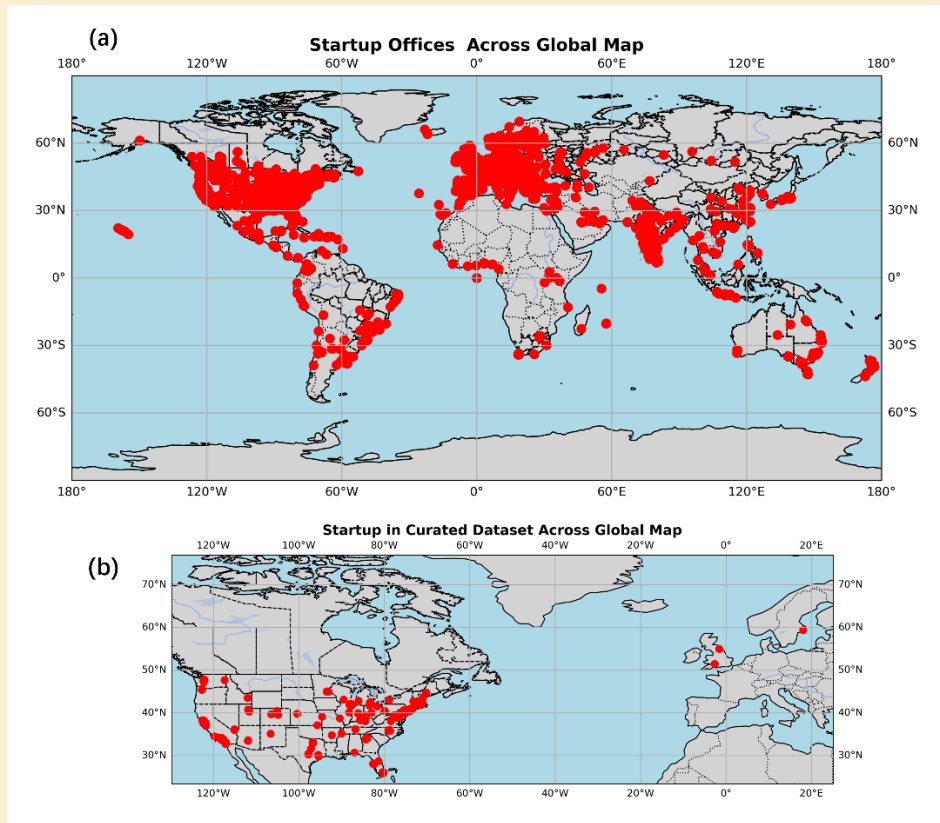 (a)
Startup Offices Across Global Map
180° 120°W 60°W 0° 60°E 120°E 180°
60°N 60°N
30°N 30°N
0° 0°
30°S 30°S
60°S 60°S
180° 120°W 60°W 0° 60°E 120°E 180°
Startup in Curated Dataset Across Global Map
120°W 100°W 80°W 60°W 40°W 20°W 0° 20°E
(b)
70°N 70°N
60°N 60°N
50°N 50°N
40°N 40°N
30°N 30°N
120°W 100°W 80°W 60°W 40°W 20°W 0° 20°E